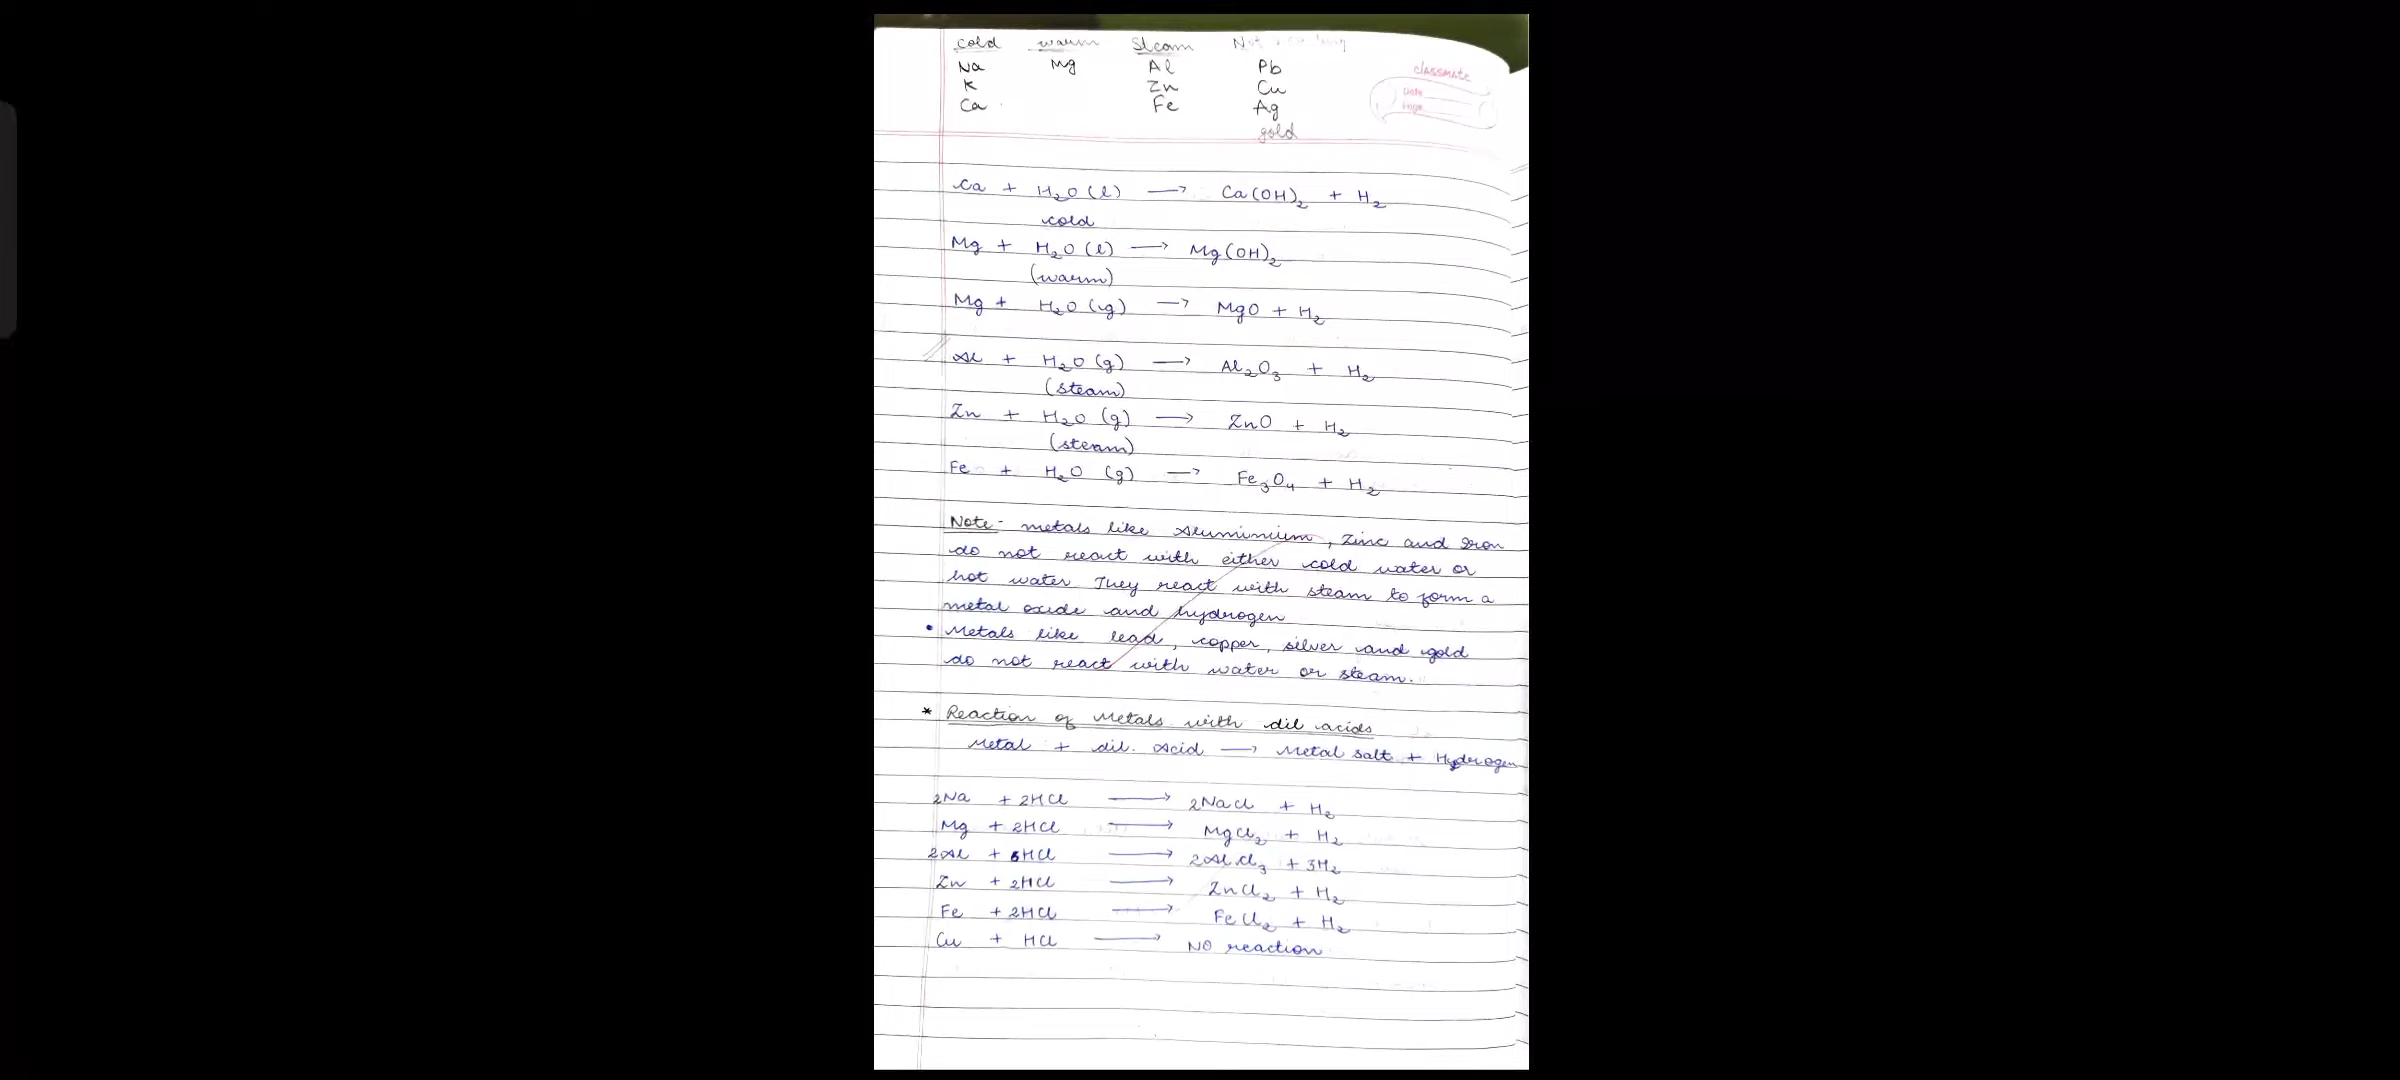 cold warm Steam Not
Na Mg Al Pb
K Zn Cu
Ca Fe Ag
gold
classmate
Date
Page
Ca + H₂O (l) → Ca(OH)₂ + H₂
cold
Mg + H₂O (l) → Mg(OH)₂
(warm)
Mg + H₂O (g) → MgO + H₂
Al + H₂O (g) → Al₂O₃ + H₂
(steam)
Zn + H₂O (g) → ZnO + H₂
(steam)
Fe + H₂O (g) → Fe₃O₄ + H₂
Note- Metals like Aluminium, Zinc and Iron
do not react with either cold water or
hot water They react with steam to form a
metal oxide and hydrogen
• Metals like lead, copper, silver and gold
do not react with water or steam.
* Reaction of Metals with dil acids
Metal + dil. Acid → Metal salt + Hydrogen
2Na + 2HCl → 2NaCl + H₂
Mg + 2HCl → MgCl₂ + H₂
2Al + 6HCl → 2AlCl₃ + 3H₂
Zn + 2HCl → ZnCl₂ + H₂
Fe + 2HCl → FeCl₂ + H₂
Cu + HCl → NO reaction